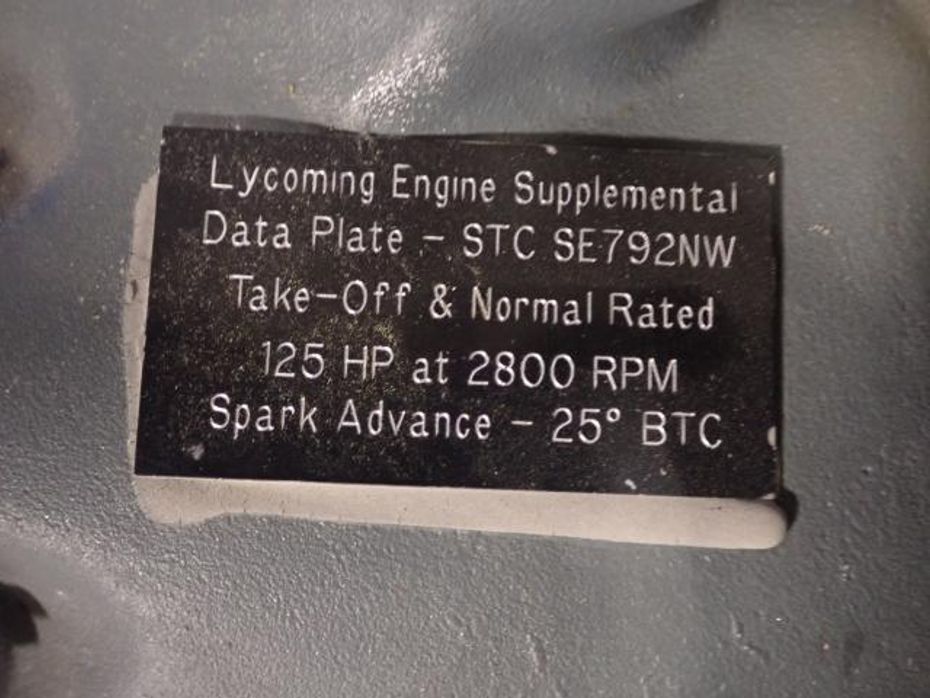 Lycoming Engine Supplemental
Data Plate - STC SE792NW
Take-Off & Normal Rated
125 HP at 2800 RPM
Spark Advance - 25° BTC